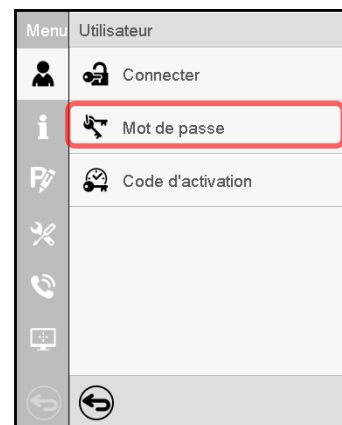 Menu Utilisateur
Connecter
Mot de passe
Code d'activation